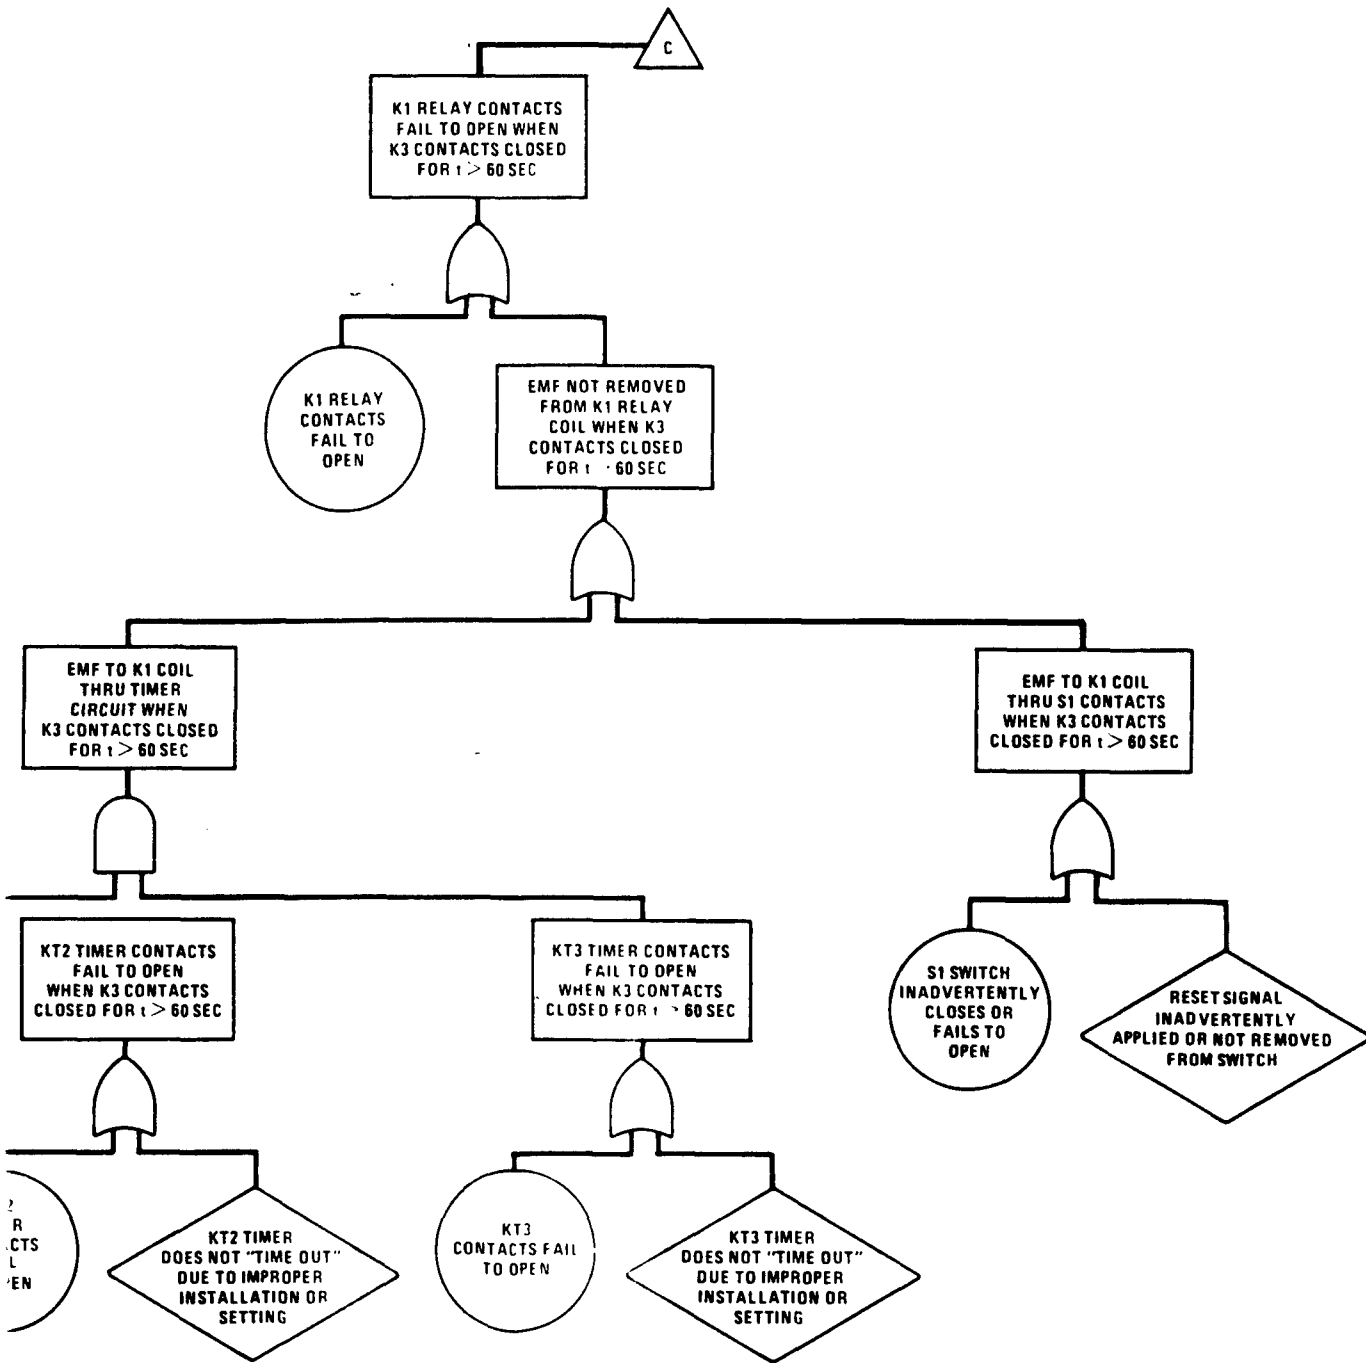 C
K1 RELAY CONTACTS
FAIL TO OPEN WHEN
K3 CONTACTS CLOSED
FOR t > 60 SEC
K1 RELAY
CONTACTS
FAIL TO
OPEN
EMF NOT REMOVED
FROM K1 RELAY
COIL WHEN K3
CONTACTS CLOSED
FOR t 60 SEC
EMF TO K1 COIL
THRU TIMER
CIRCUIT WHEN
K3 CONTACTS CLOSED
FOR t > 60 SEC
EMF TO K1 COIL
THRU S1 CONTACTS
WHEN K3 CONTACTS
CLOSED FOR t > 60 SEC
KT2 TIMER CONTACTS
FAIL TO OPEN
WHEN K3 CONTACTS
CLOSED FOR t > 60 SEC
KT3 TIMER CONTACTS
FAIL TO OPEN
WHEN K3 CONTACTS
CLOSED FOR t > 60 SEC
S1 SWITCH
INADVERTENTLY
CLOSES OR
FAILS TO
OPEN
RESET SIGNAL
INADVERTENTLY
APPLIED OR NOT REMOVED
FROM SWITCH
2
R
CTS
L
EN
KT2 TIMER
DOES NOT "TIME OUT"
DUE TO IMPROPER
INSTALLATION OR
SETTING
KT3
CONTACTS FAIL
TO OPEN
KT3 TIMER
DOES NOT "TIME OUT"
DUE TO IMPROPER
INSTALLATION OR
SETTING